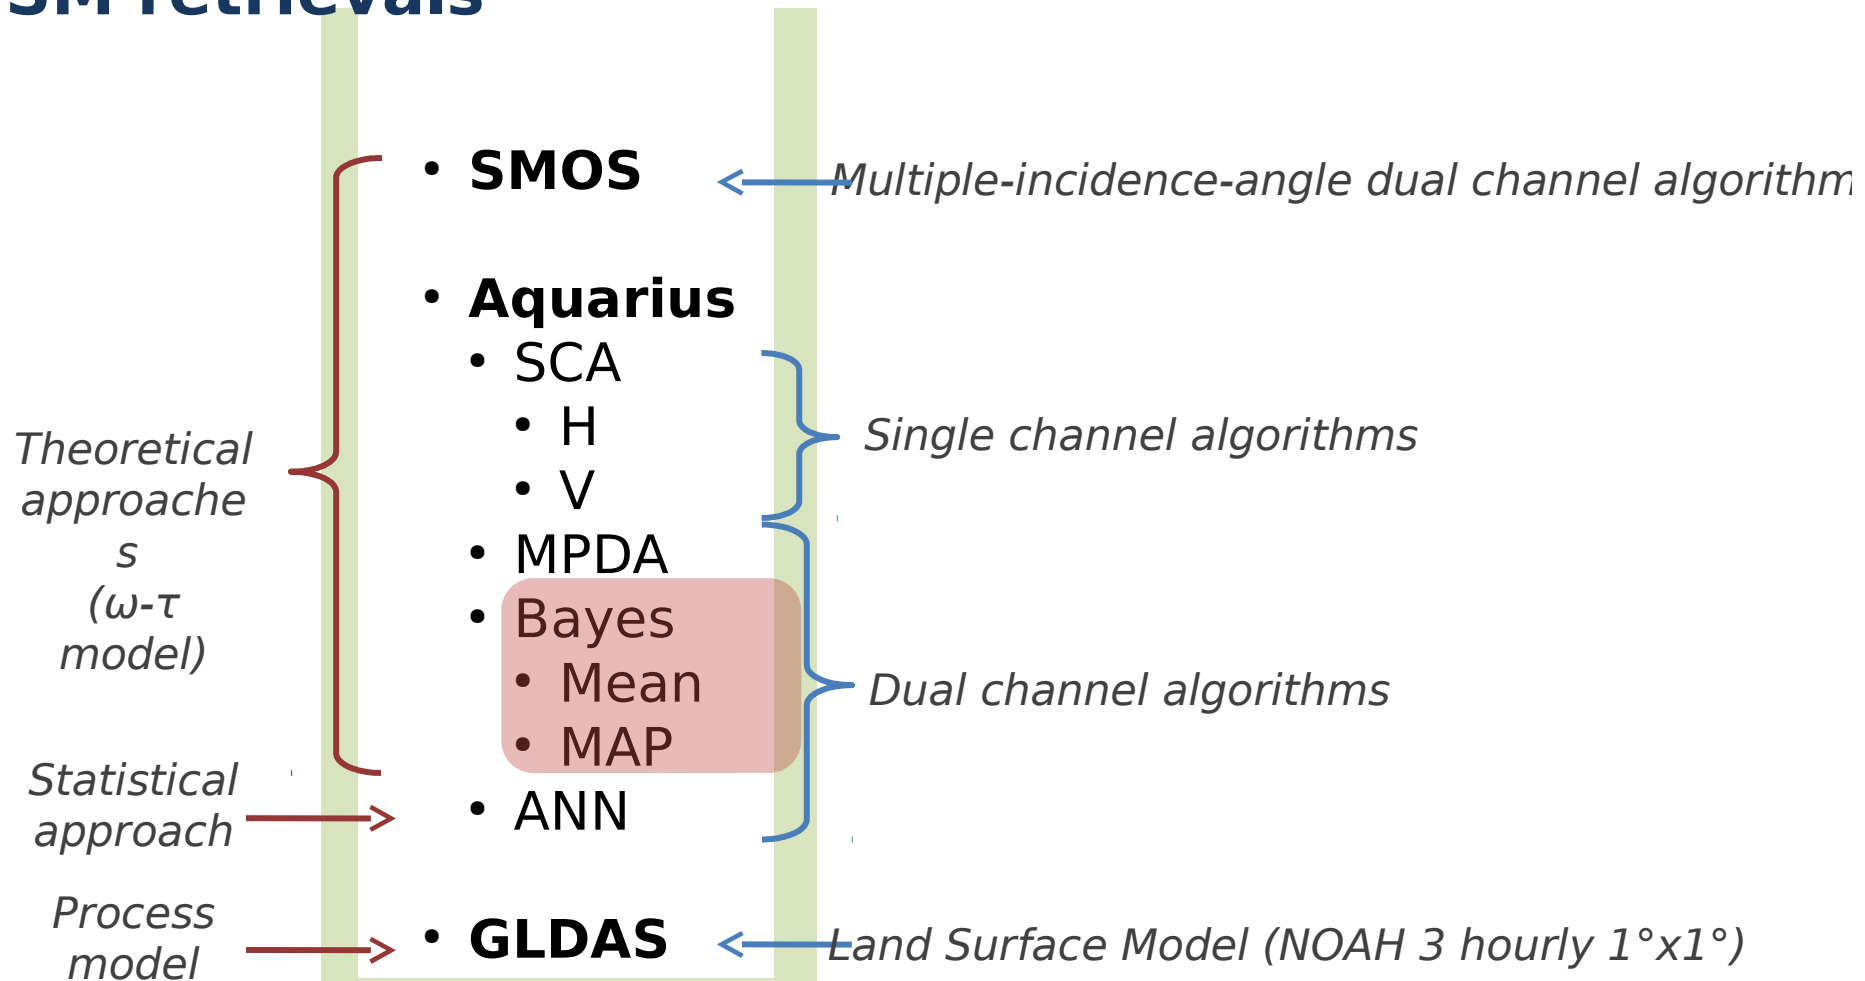 SM retrievals
• SMOS
Multiple-incidence-angle dual channel algorithm
• Aquarius
• SCA
• H
• V
Single channel algorithms
Theoretical
approache
s
(ω-τ
model)
• MPDA
• Bayes
• Mean
• MAP
Dual channel algorithms
Statistical
approach
• ANN
Process
model
• GLDAS
Land Surface Model (NOAH 3 hourly 1°x1°)